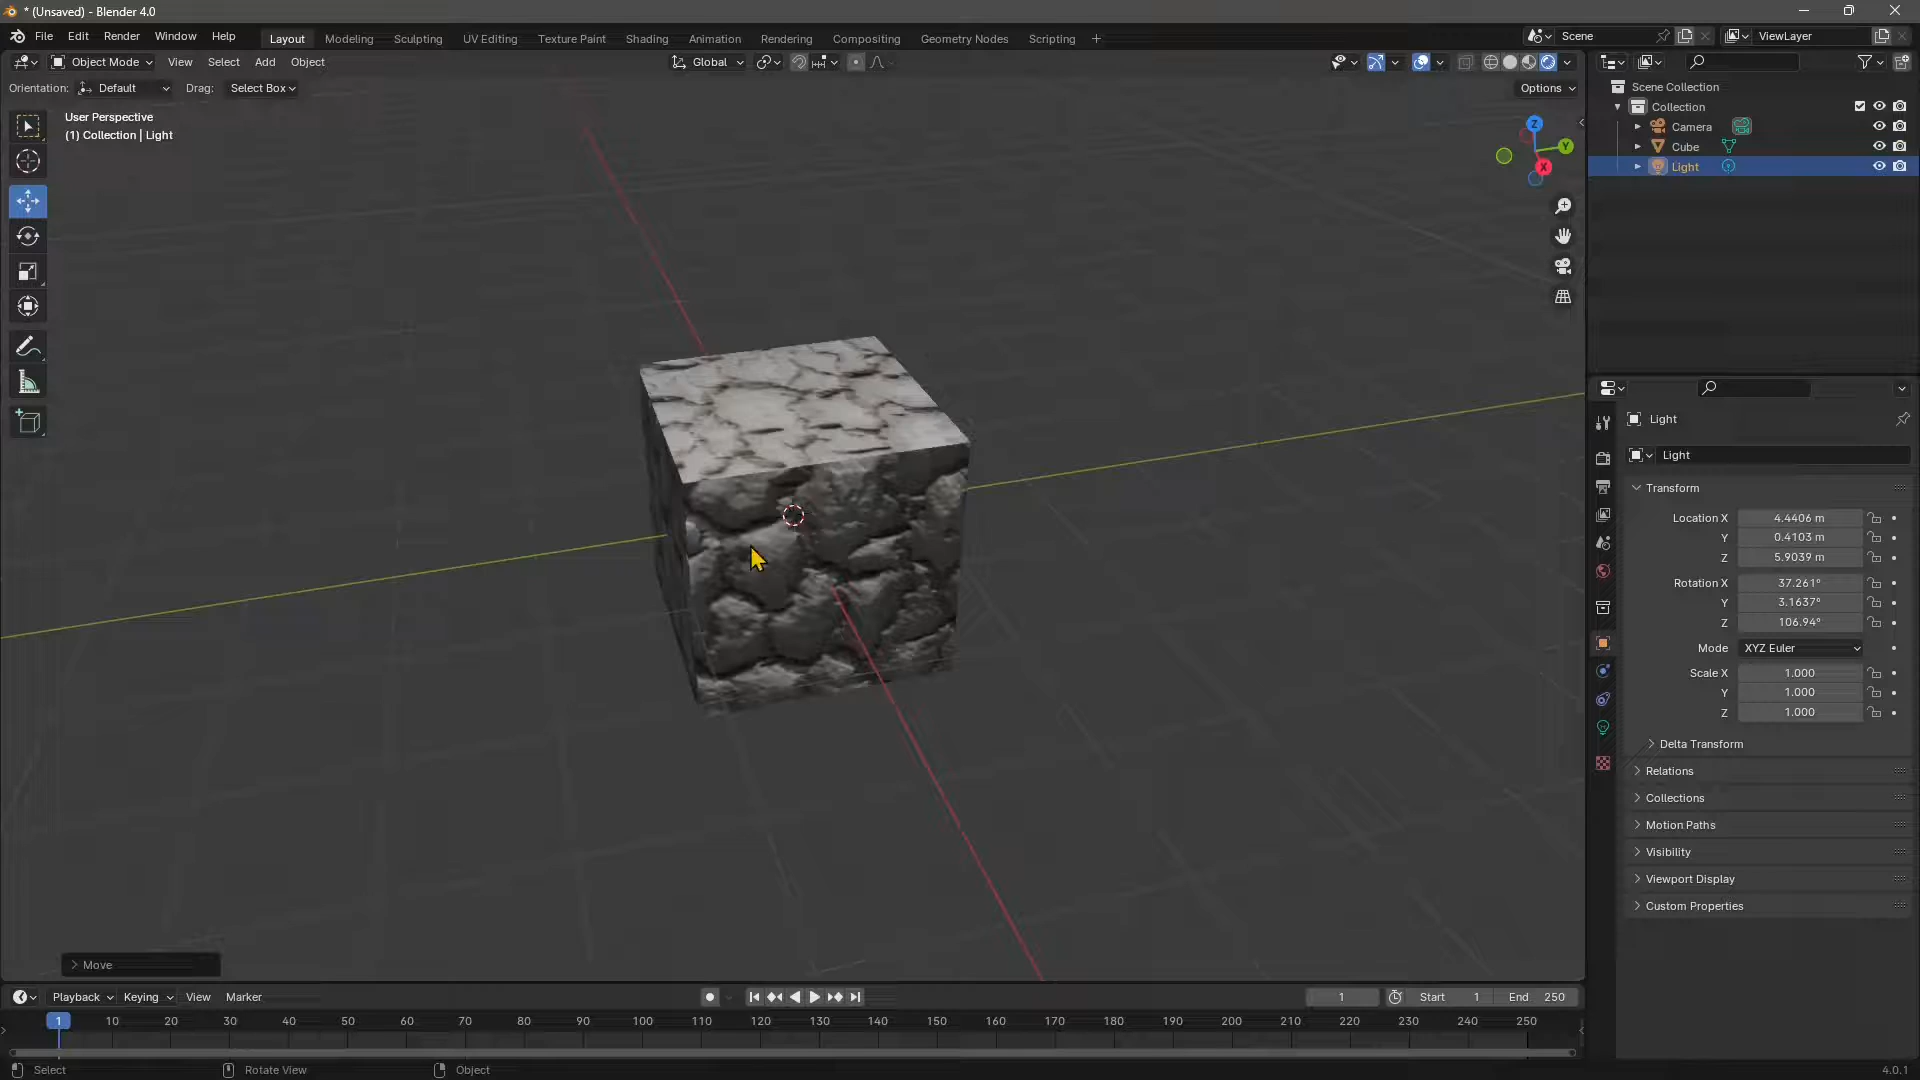 * (Unsaved) - Blender 4.0
File Edit Render Window Help Layout Modeling Sculpting UV Editing Texture Paint Shading Animation Rendering Compositing Geometry Nodes Scripting + Scene ViewLayer
Object Mode View Select Add Object Global
Orientation: Default Drag: Select Box Options
User Perspective
(1) Collection | Light
Z
Y
X
Move
Scene Collection
Collection
Camera
Cube
Light
Light
Light
Transform
Location X 4.4406 m
Y 0.4103 m
Z 5.9039 m
Rotation X 37.261°
Y 3.1637°
Z 106.94°
Mode XYZ Euler
Scale X 1.000
Y 1.000
Z 1.000
Delta Transform
Relations
Collections
Motion Paths
Visibility
Viewport Display
Custom Properties
Playback Keying View Marker 1 Start 1 End 250
1 10 20 30 40 50 60 70 80 90 100 110 120 130 140 150 160 170 180 190 200 210 220 230 240 250
Select Rotate View Object 4.0.1